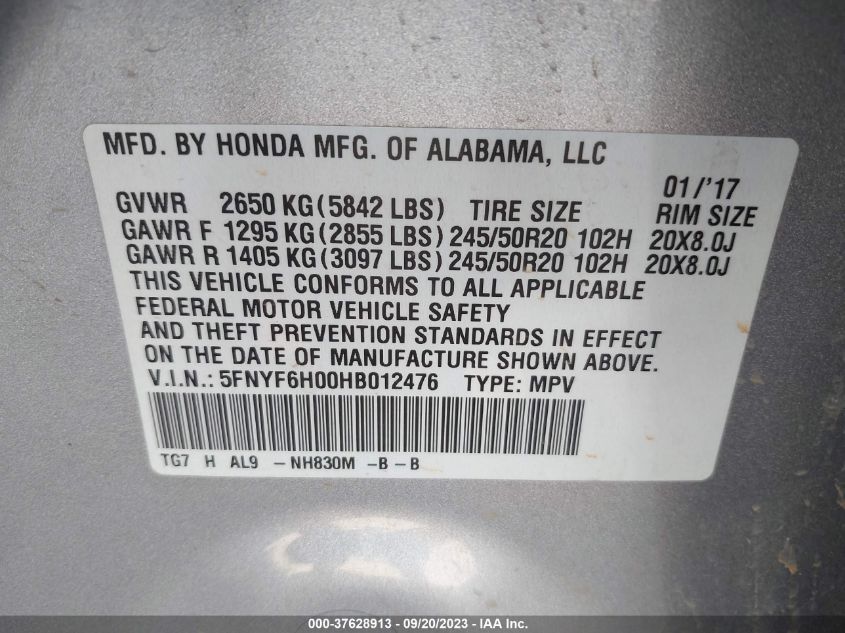 MFD. BY HONDA MFG. OF ALABAMA, LLC
01/'17
GVWR 2650 KG (5842 LBS) TIRE SIZE RIM SIZE
GAWR F 1295 KG (2855 LBS) 245/50R20 102H 20X8.0J
GAWR R 1405 KG (3097 LBS) 245/50R20 102H 20X8.0J
THIS VEHICLE CONFORMS TO ALL APPLICABLE
FEDERAL MOTOR VEHICLE SAFETY
AND THEFT PREVENTION STANDARDS IN EFFECT
ON THE DATE OF MANUFACTURE SHOWN ABOVE.
V.I.N.: 5FNYF6H00HB012476 TYPE: MPV
TG7 H AL9 – NH830M –B – B
000-37628913 - 09/20/2023 - IAA Inc.